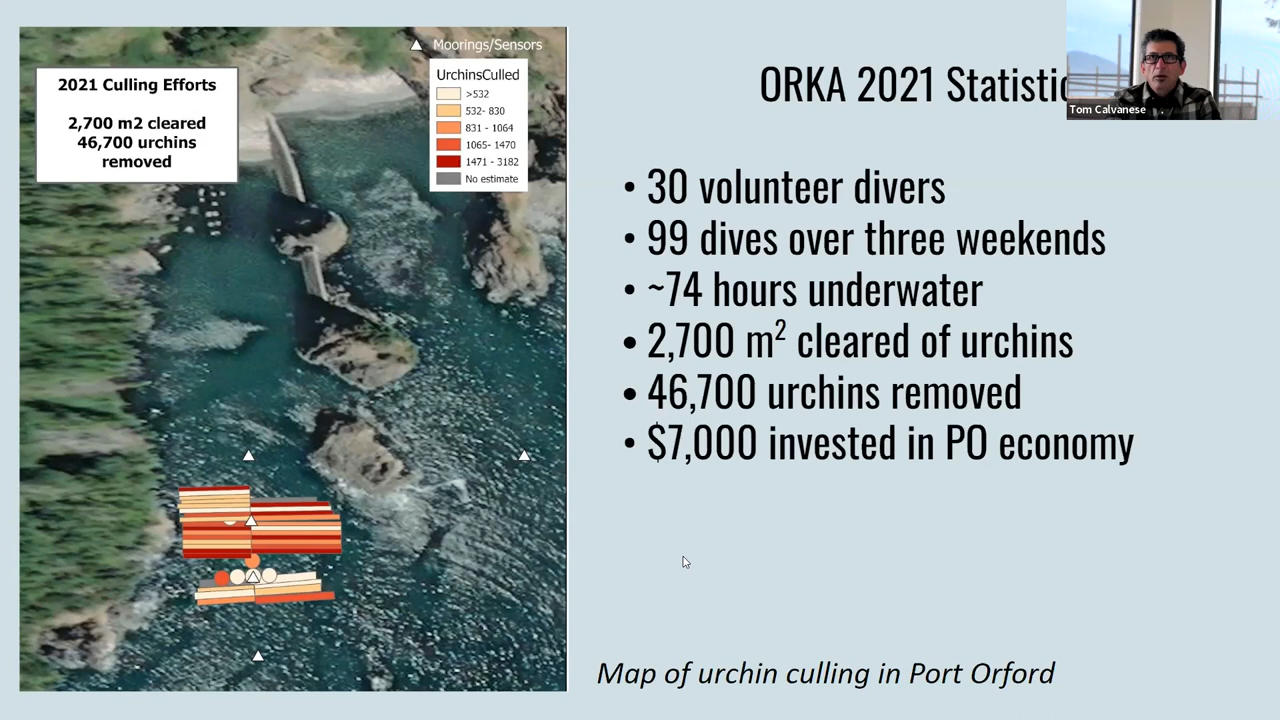 Moorings/Sensors
2021 Culling Efforts
2,700 m2 cleared
46,700 urchins
removed
UrchinsCulled
>532
532- 830
831 - 1064
1065- 1470
1471 - 3182
No estimate
ORKA 2021 Statistic
Tom Calvanese
• 30 volunteer divers
• 99 dives over three weekends
• ~74 hours underwater
• 2,700 m² cleared of urchins
• 46,700 urchins removed
• $7,000 invested in PO economy
Map of urchin culling in Port Orford